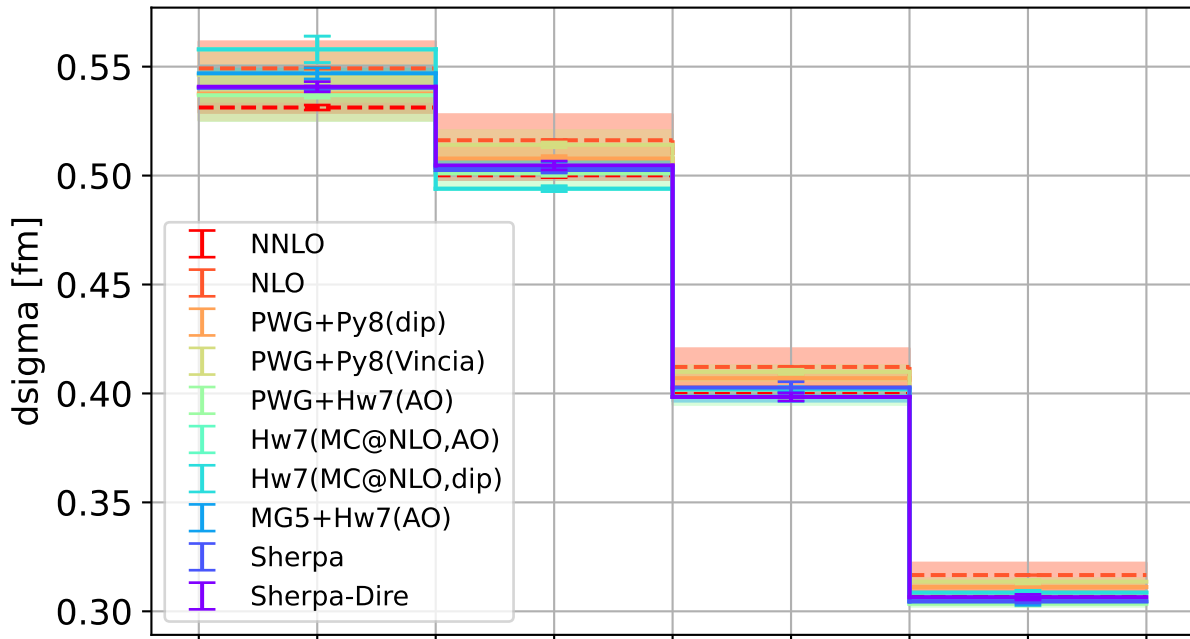 dsigma [fm]
0.55
0.50
0.45
0.40
0.35
0.30
NNLO
NLO
PWG+Py8(dip)
PWG+Py8(Vincia)
PWG+Hw7(AO)
Hw7(MC@NLO,AO)
Hw7(MC@NLO,dip)
MG5+Hw7(AO)
Sherpa
Sherpa-Dire